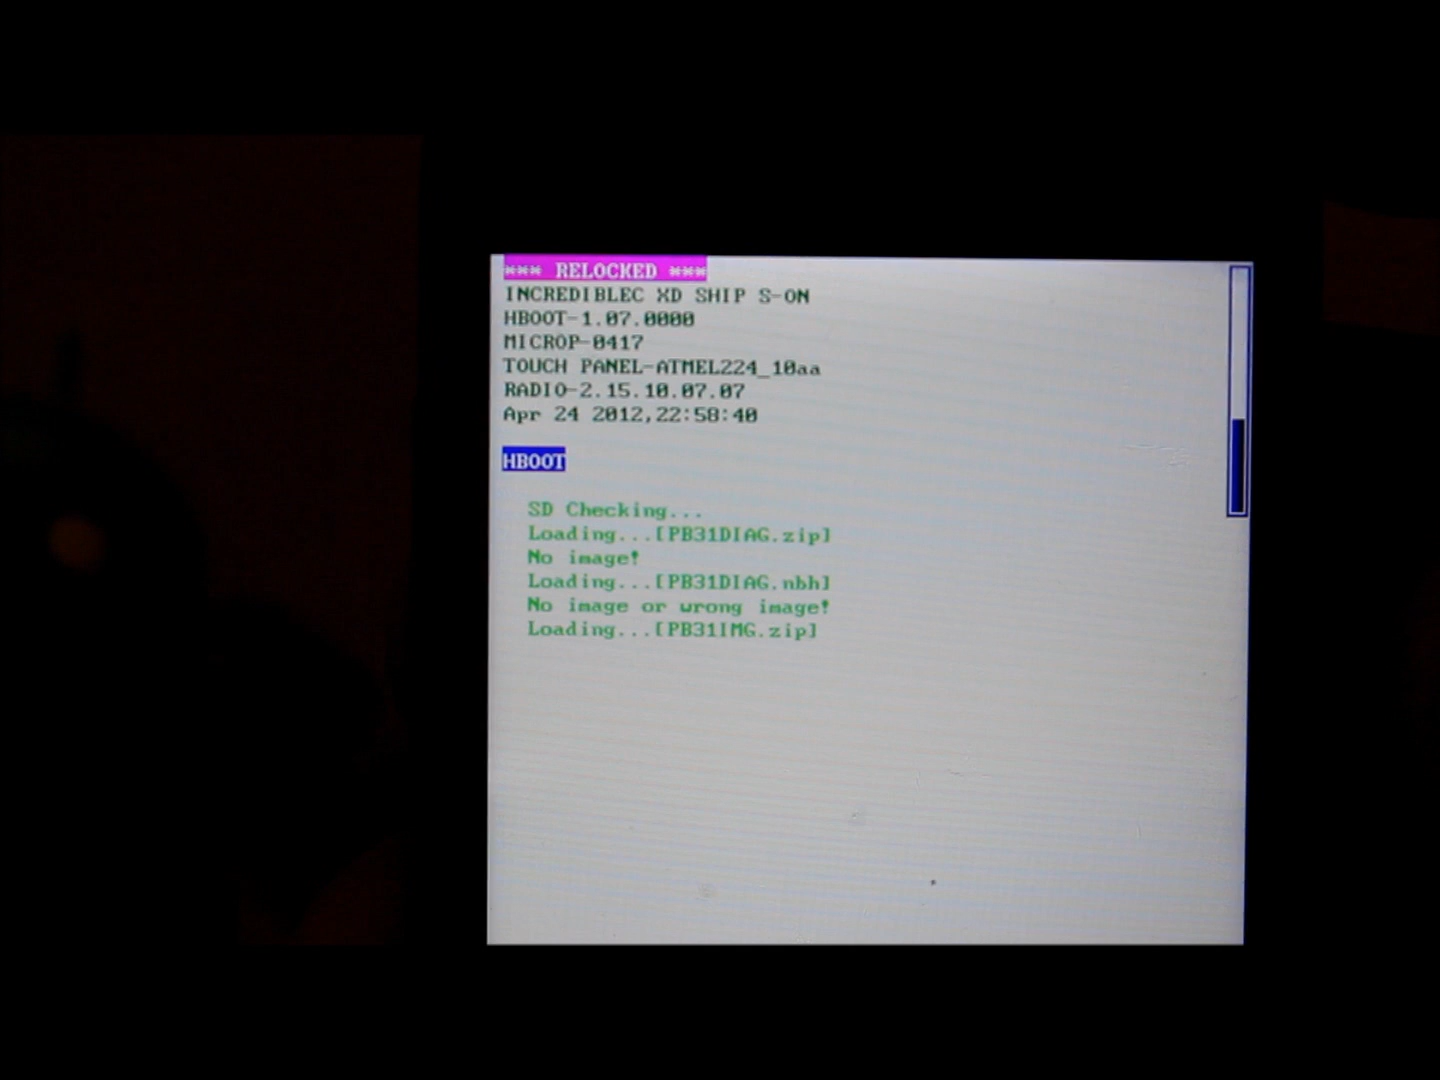 *** RELOCKED ***
INCREDIBLEC XD SHIP S-ON
HBOOT-1.07.0000
MICROP-0417
TOUCH PANEL-ATMEL224_10aa
RADIO-2.15.10.07.07
Apr 24 2012,22:58:40
HBOOT
SD Checking...
Loading...[PB31DIAG.zip]
No image!
Loading...[PB31DIAG.nbh]
No image or wrong image!
Loading...[PB31IMG.zip]